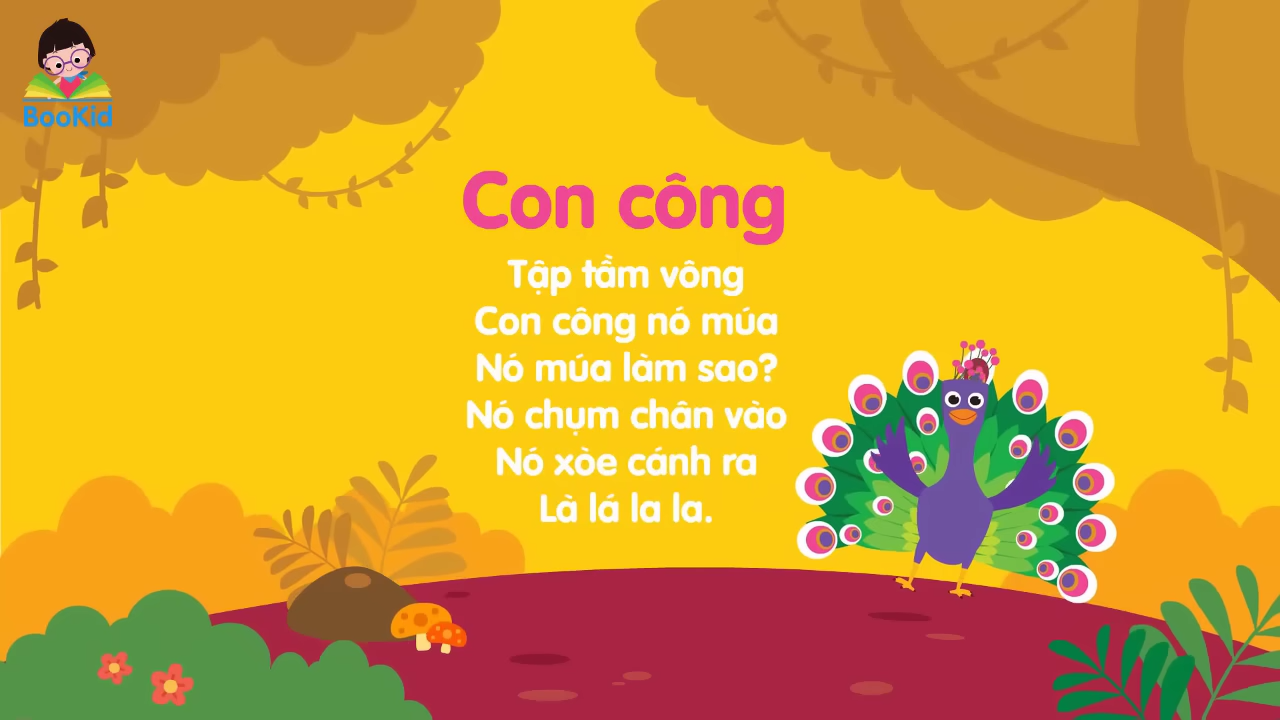 BooKid
Con công
Tập tầm vông
Con công nó múa
Nó múa làm sao?
Nó chụm chân vào
Nó xòe cánh ra
Là lá la la.